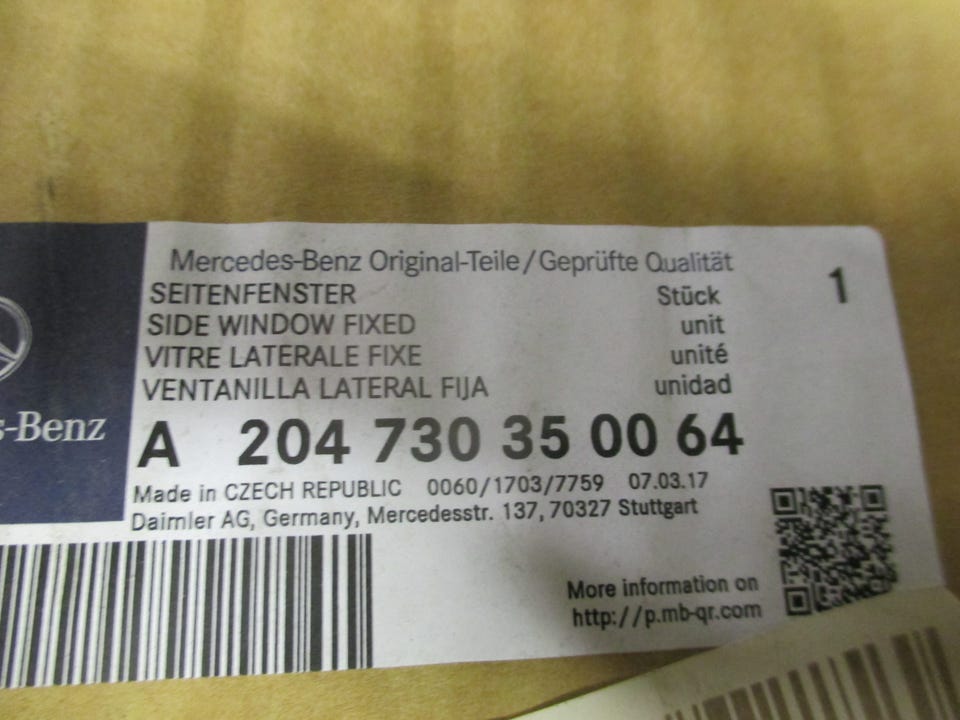 Mercedes-Benz Original-Teile/Geprüfte Qualität
SEITENFENSTER Stück 1
SIDE WINDOW FIXED unit
VITRE LATERALE FIXE unité
VENTANILLA LATERAL FIJA unidad
s-Benz
A 204 730 35 00 64
Made in CZECH REPUBLIC 0060/1703/7759 07.03.17
Daimler AG, Germany, Mercedesstr. 137, 70327 Stuttgart
More information on
http://p.mb-qr.com